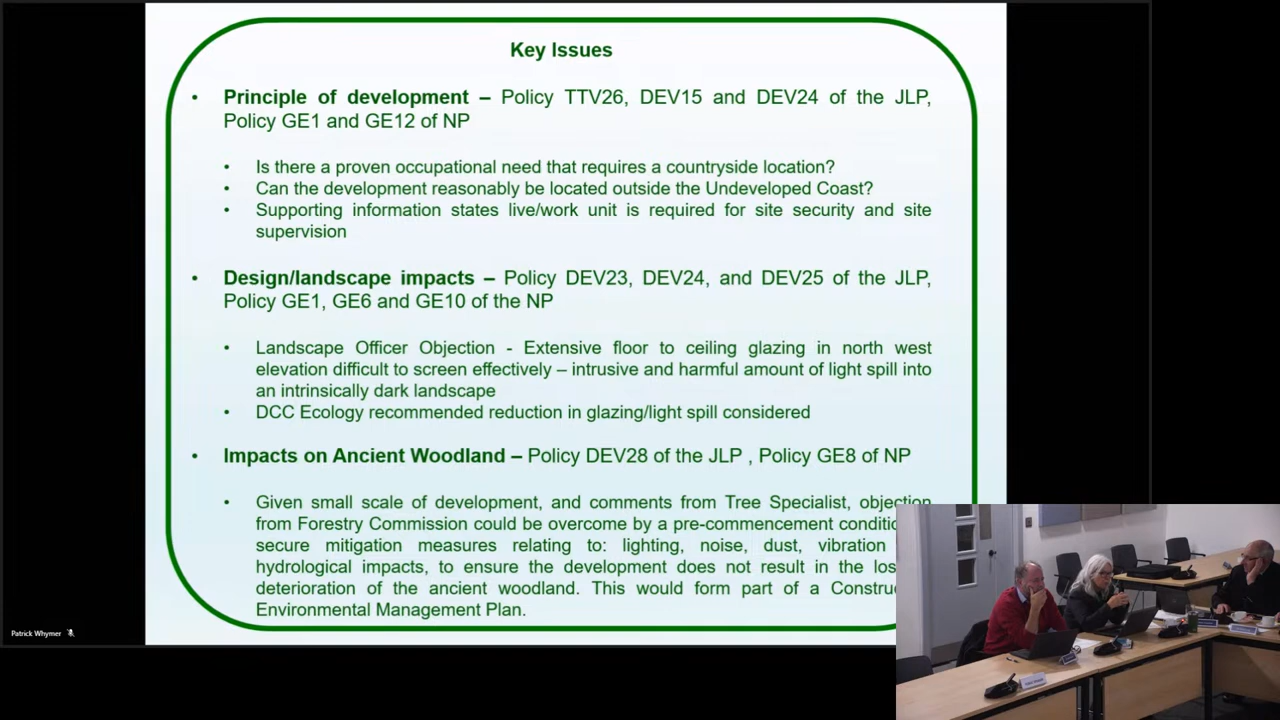 Key Issues
• Principle of development – Policy TTV26, DEV15 and DEV24 of the JLP,
Policy GE1 and GE12 of NP
• Is there a proven occupational need that requires a countryside location?
• Can the development reasonably be located outside the Undeveloped Coast?
• Supporting information states live/work unit is required for site security and site
supervision
• Design/landscape impacts – Policy DEV23, DEV24, and DEV25 of the JLP,
Policy GE1, GE6 and GE10 of the NP
• Landscape Officer Objection - Extensive floor to ceiling glazing in north west
elevation difficult to screen effectively – intrusive and harmful amount of light spill into
an intrinsically dark landscape
• DCC Ecology recommended reduction in glazing/light spill considered
• Impacts on Ancient Woodland – Policy DEV28 of the JLP , Policy GE8 of NP
• Given small scale of development, and comments from Tree Specialist, objection
from Forestry Commission could be overcome by a pre-commencement conditio
secure mitigation measures relating to: lighting, noise, dust, vibration
hydrological impacts, to ensure the development does not result in the los
deterioration of the ancient woodland. This would form part of a Constru
Environmental Management Plan.
Patrick Whymer